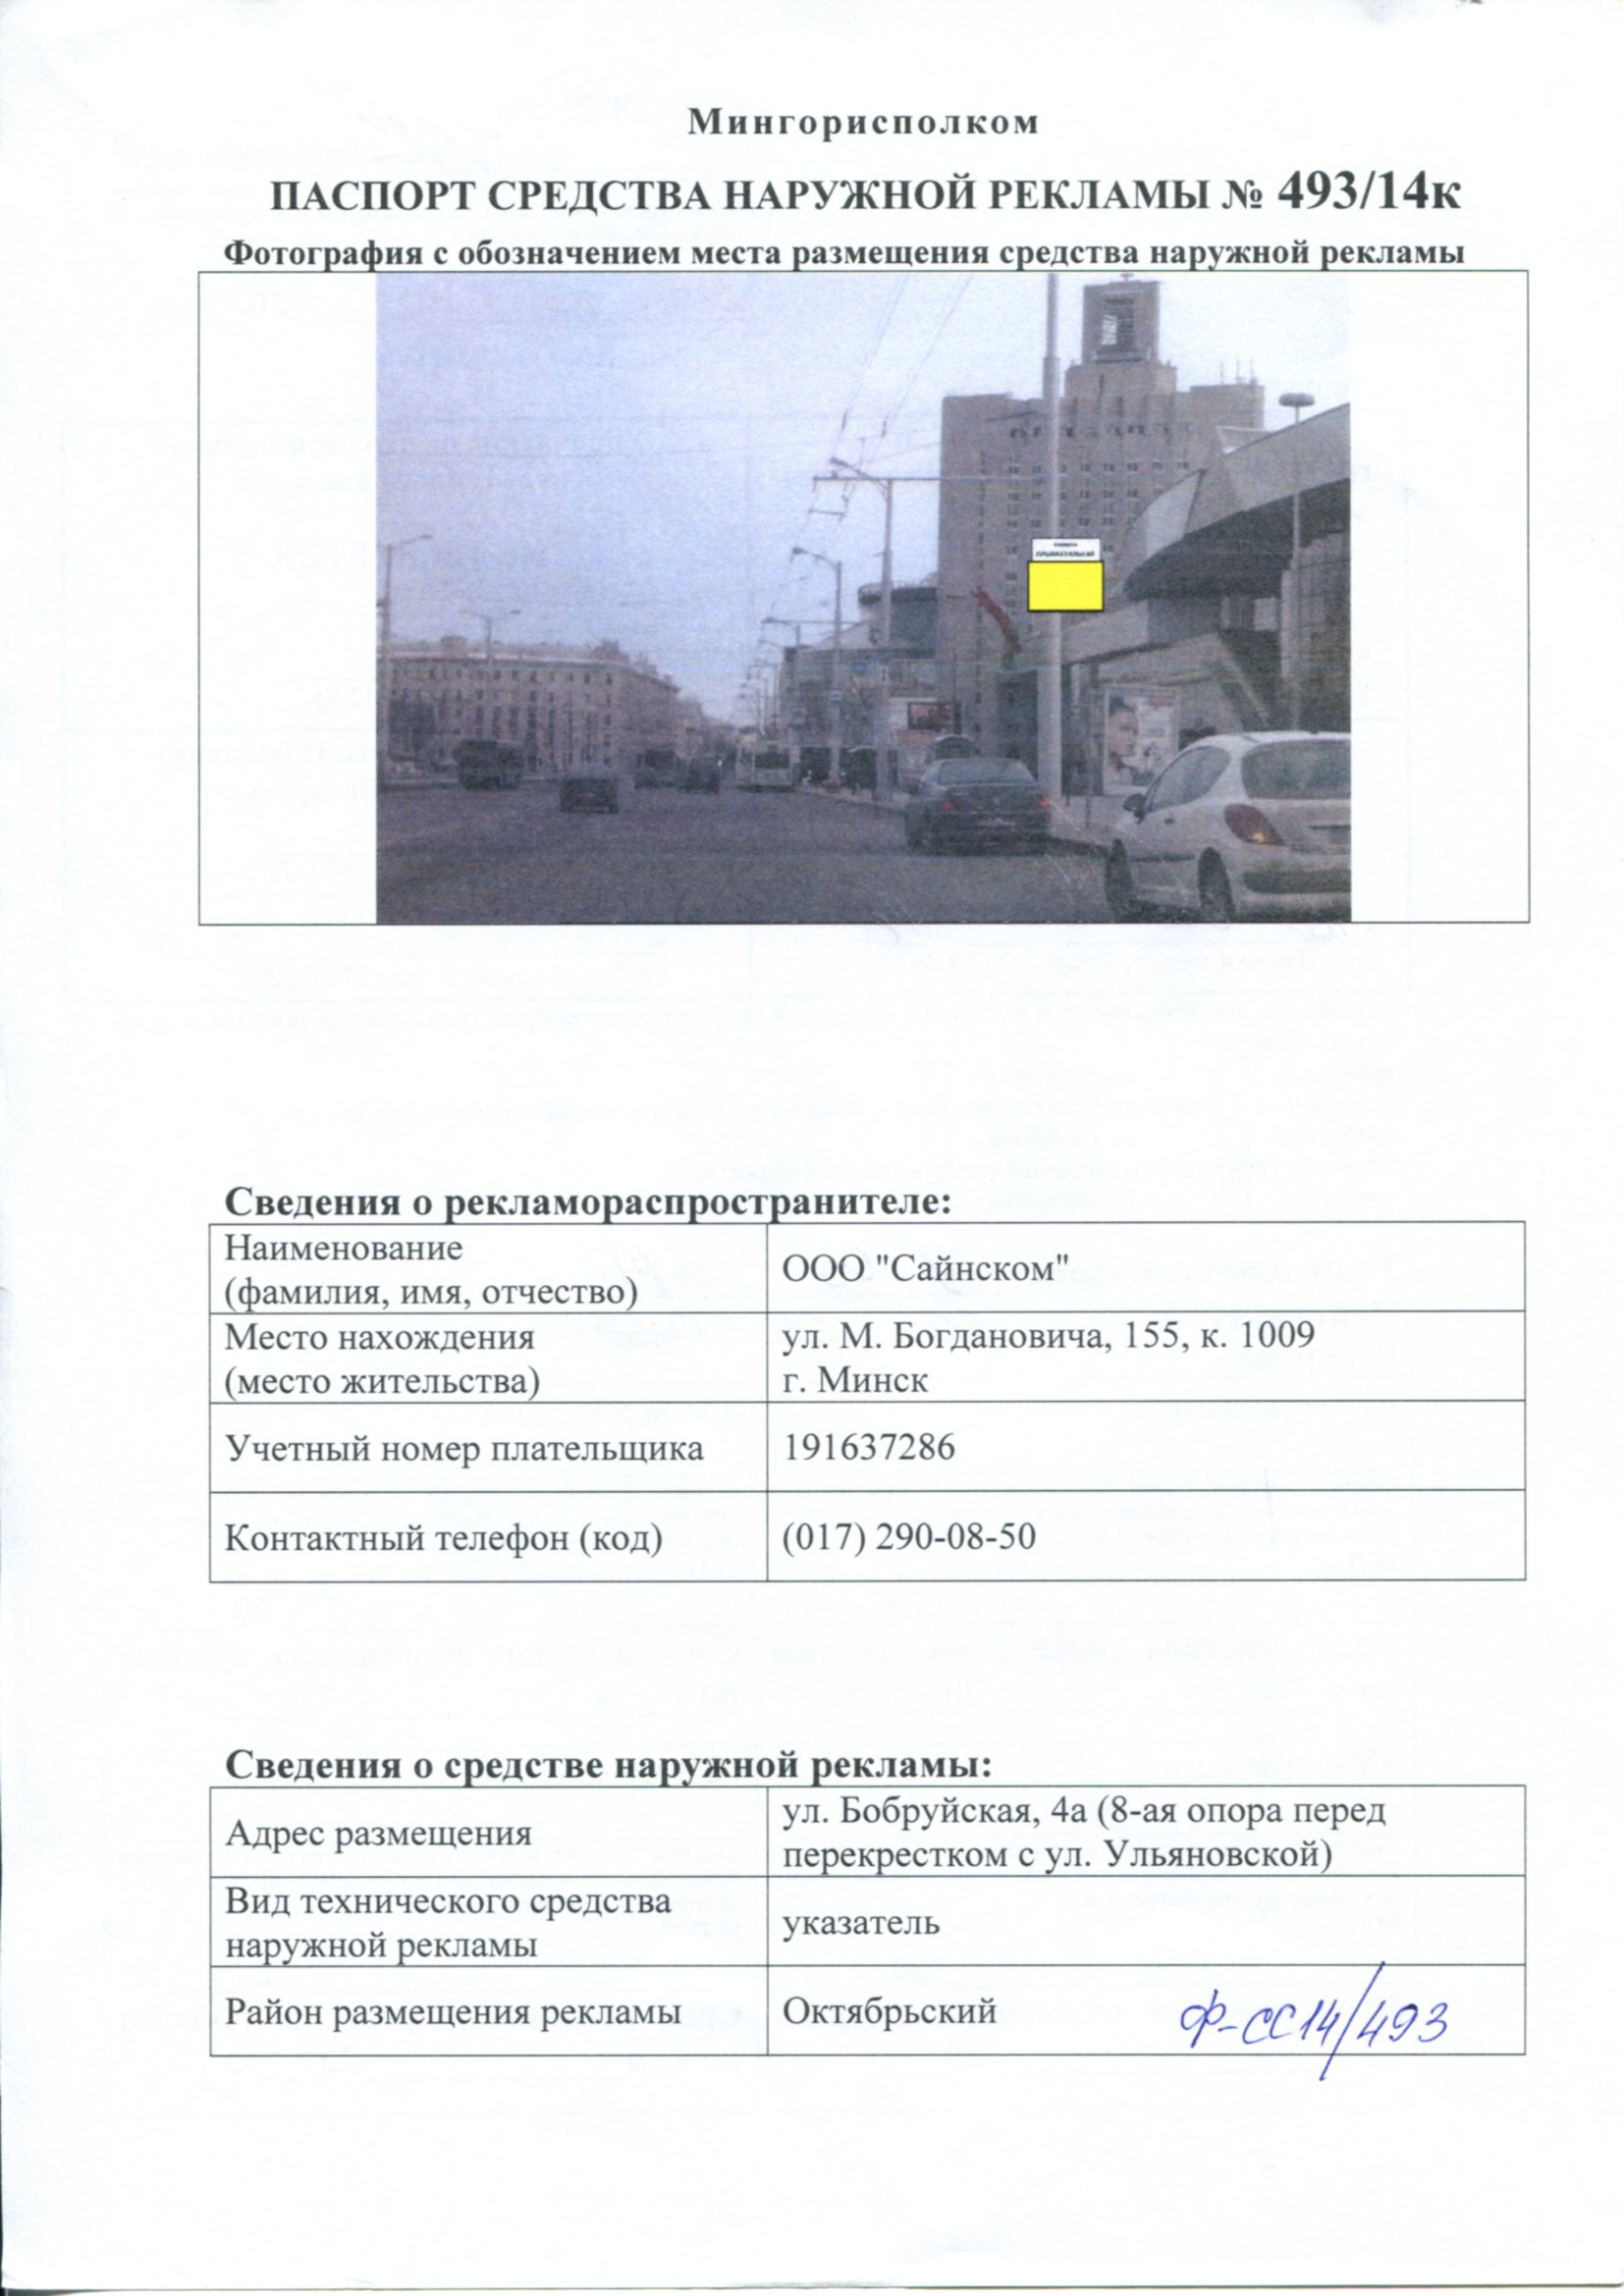 Мингорисполком
ПАСПОРТ СРЕДСТВА НАРУЖНОЙ РЕКЛАМЫ № 493/14к
Фотография с обозначением места размещения средства наружной рекламы
ПРИВОКЗАЛЬНАЯ
Сведения о рекламораспространителе:
Наименование
(фамилия, имя, отчество)
ООО "Сайнском"
Место нахождения
(место жительства)
ул. М. Богдановича, 155, к. 1009
г. Минск
Учетный номер плательщика
191637286
Контактный телефон (код)
(017) 290-08-50
Сведения о средстве наружной рекламы:
Адрес размещения
ул. Бобруйская, 4а (8-ая опора перед
перекрестком с ул. Ульяновской)
Вид технического средства
наружной рекламы
указатель
Район размещения рекламы
Октябрьский
Ф-СС14/493